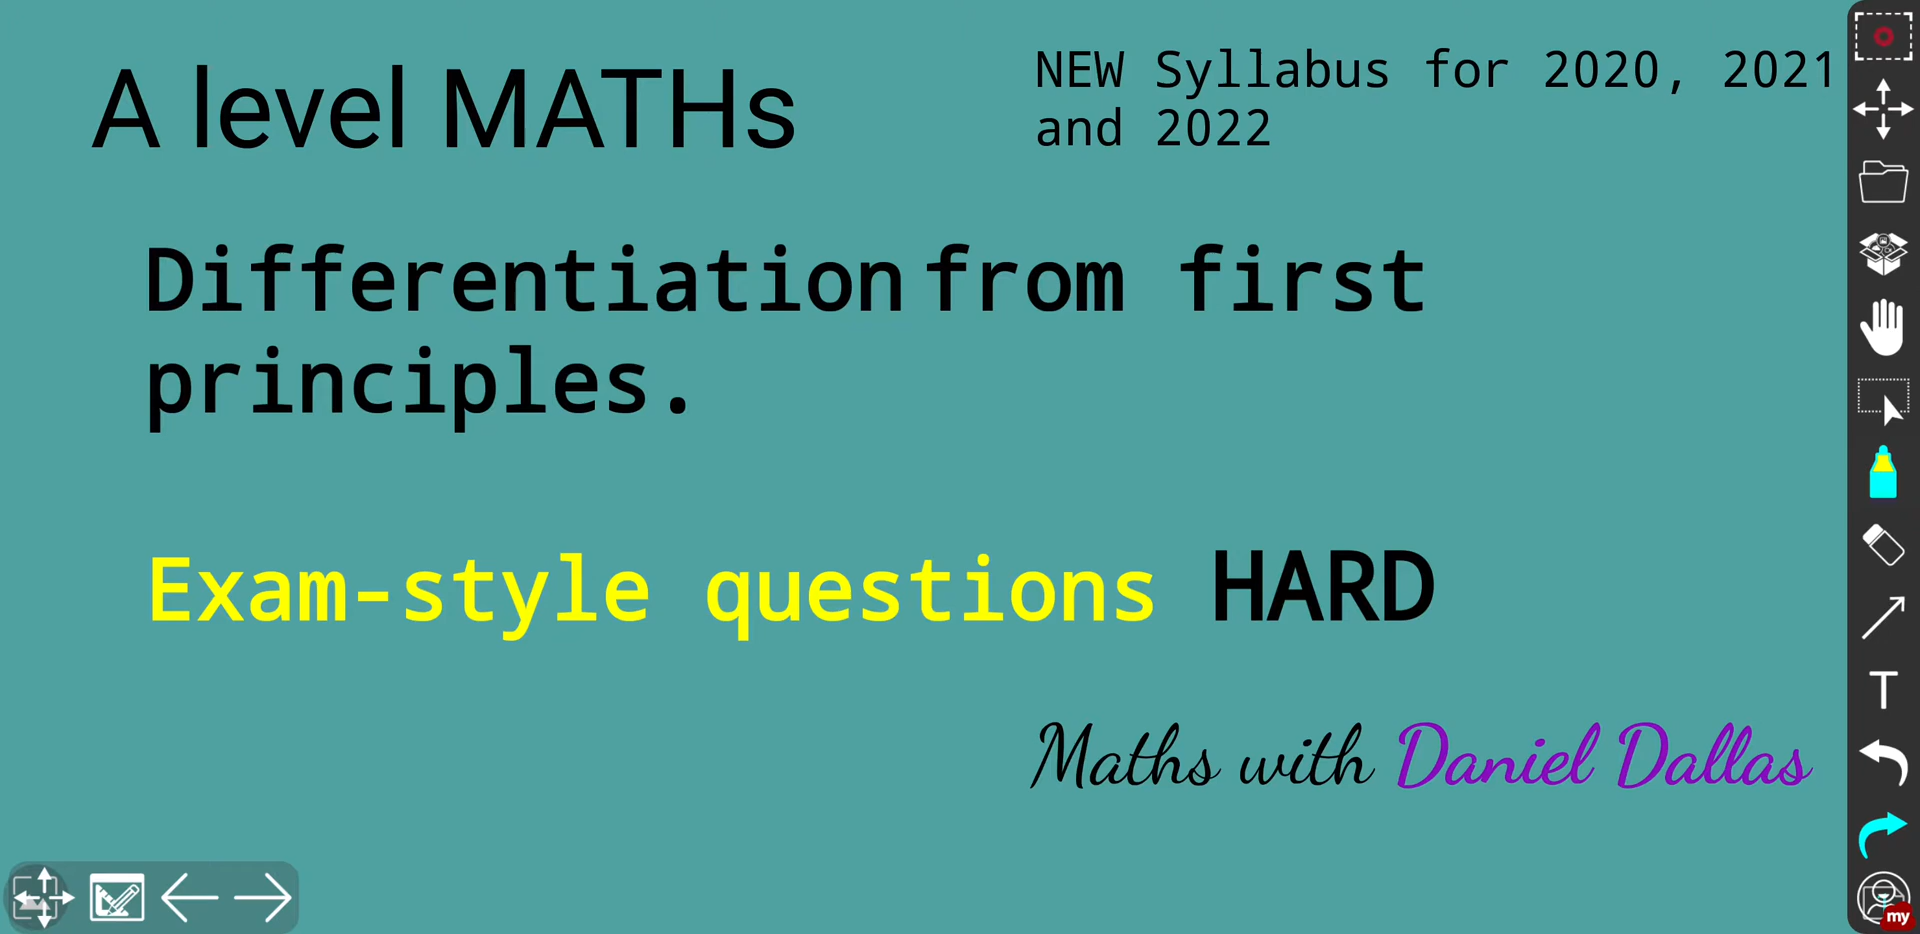 A level MATHs
NEW Syllabus for 2020, 2021
and 2022
Differentiation from first
principles.
Exam-style questions HARD
Maths with Daniel Dallas
T
my